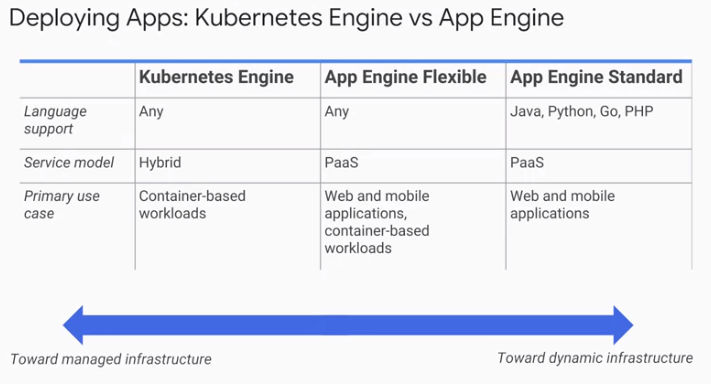 Deploying Apps: Kubernetes Engine vs App Engine
Kubernetes Engine App Engine Flexible App Engine Standard
Language support Any Any Java, Python, Go, PHP
Service model Hybrid PaaS PaaS
Primary use case Container-based workloads Web and mobile applications, container-based workloads Web and mobile applications
Toward managed infrastructure Toward dynamic infrastructure